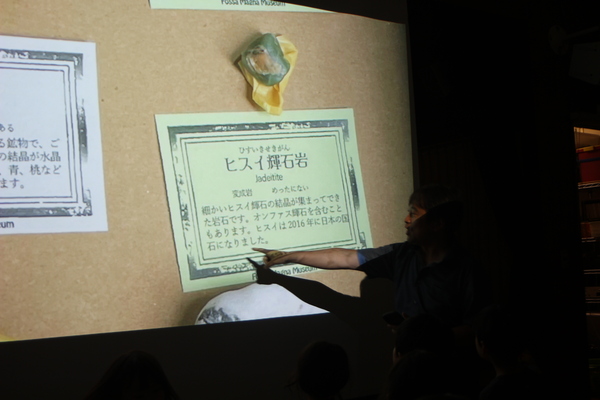 Fossa Magna Museum
ある
る鉱物で、ご
の結晶が水晶
、青、桃など
ます。
um
ひすいきせきがん
ヒスイ輝石岩
Jadeitite
変成岩 めったにない
細かいヒスイ輝石の結晶が集まってでき
た岩石です。オンファス輝石を含むこと
もあります。ヒスイは2016年に日本の国
石になりました。
Museum